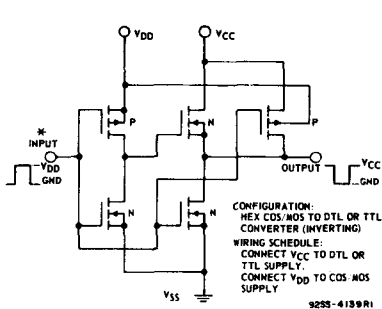 VDD
VCC
P
N
P
*
INPUT
VDD
GND
OUTPUT
VCC
GND
N
N
VSS
CONFIGURATION:
HEX COS/MOS TO DTL OR TTL
CONVERTER (INVERTING)
WIRING SCHEDULE:
CONNECT VCC TO DTL OR
TTL SUPPLY.
CONNECT VDD TO COS/MOS
SUPPLY
92SS-4139R1